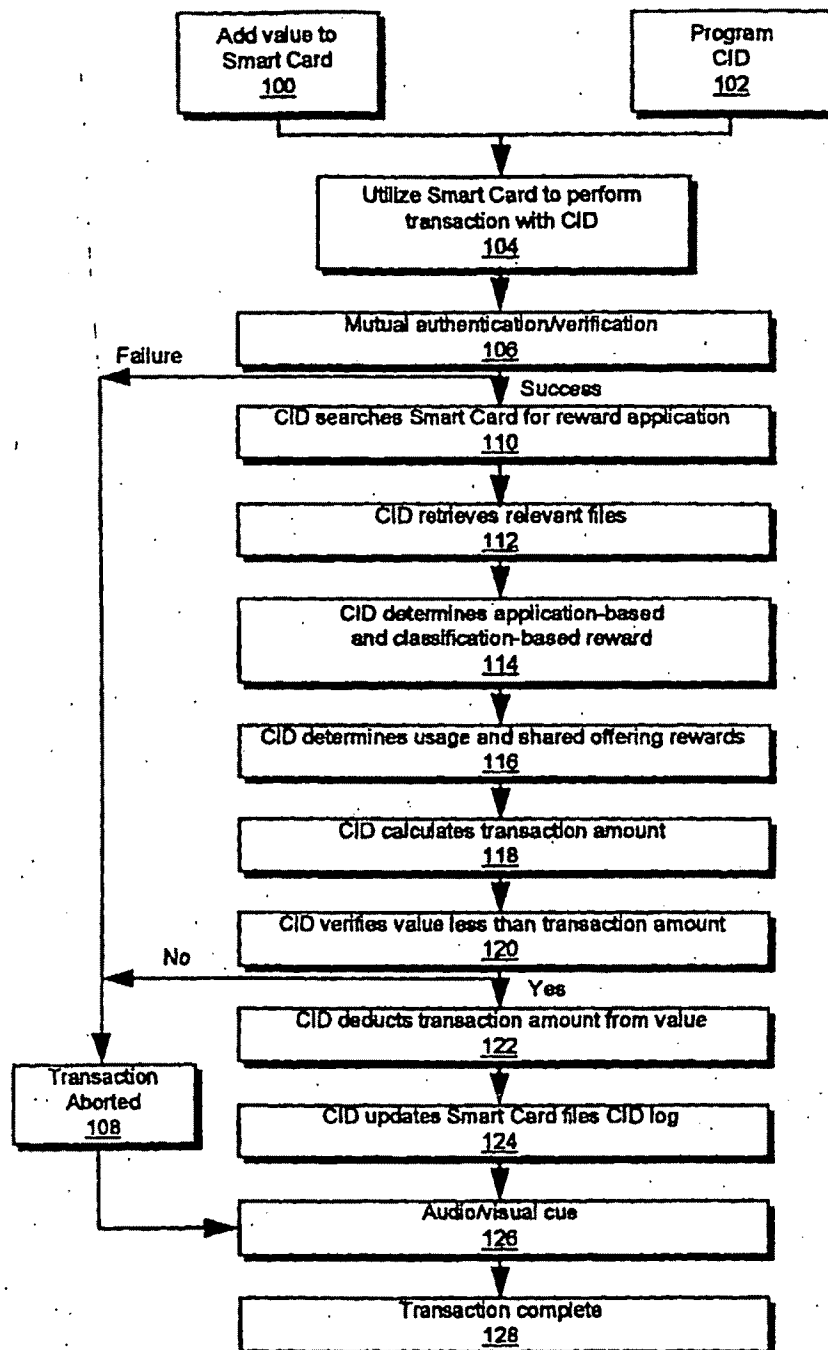 Add value to
Smart Card
100
Program
CID
102
Utilize Smart Card to perform
transaction with CID
104
Mutual authentication/verification
106
Failure
Success
CID searches Smart Card for reward application
110
CID retrieves relevant files
112
CID determines application-based
and classification-based reward
114
CID determines usage and shared offering rewards
116
CID calculates transaction amount
118
CID verifies value less than transaction amount
120
No
Yes
CID deducts transaction amount from value
122
Transaction
Aborted
108
CID updates Smart Card files CID log
124
Audio/visual cue
126
Transaction complete
128